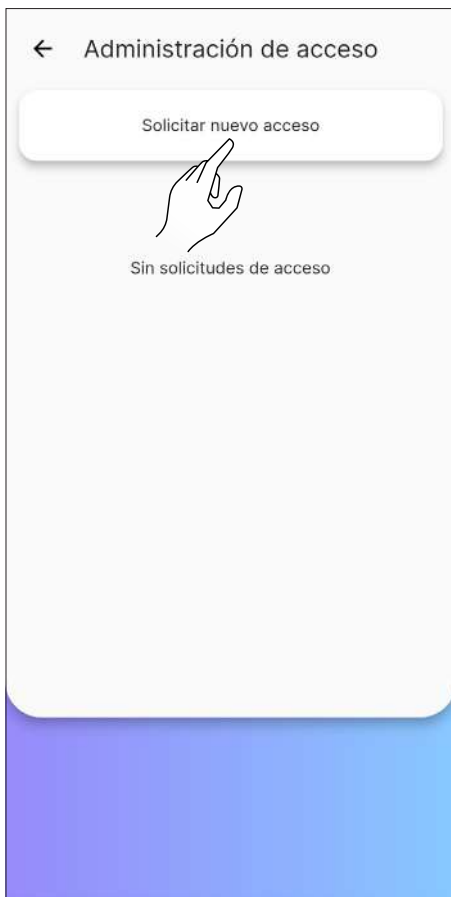 Administración de acceso
Solicitar nuevo acceso
Sin solicitudes de acceso